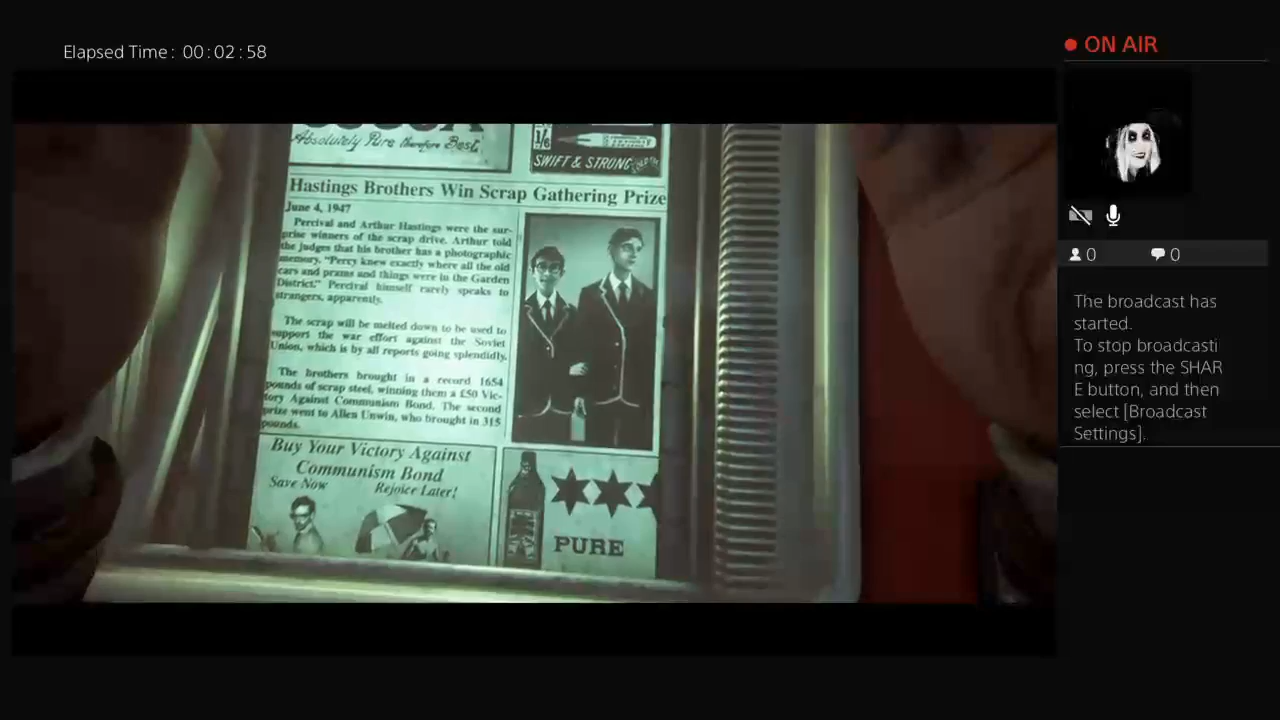 Elapsed Time: 00:02:58
ON AIR
Absolutely Pure therefore Best.
1/6
SWIFT & STRONG
Hastings Brothers Win Scrap Gathering Prize
June 4, 1947
Percival and Arthur Hastings were the sur-
prise winners of the scrap drive. Arthur told
the judges that his brother has a photographic
memory. "Percy knew exactly where all the old
cars and prams and things were in the Garden
District." Percival himself rarely speaks to
strangers, apparently.
The scrap will be melted down to be used to
support the war effort against the Soviet
Union, which is by all reports going splendidly.
The brothers brought in a record 1654
pounds of scrap steel, winning them a £50 Vic-
tory Against Communism Bond. The second
prize went to Allen Unwin, who brought in 315
pounds.
Buy Your Victory Against
Communism Bond
Save Now
Rejoice Later!
PURE
0
0
The broadcast has
started.
To stop broadcasti
ng, press the SHAR
E button, and then
select [Broadcast
Settings].